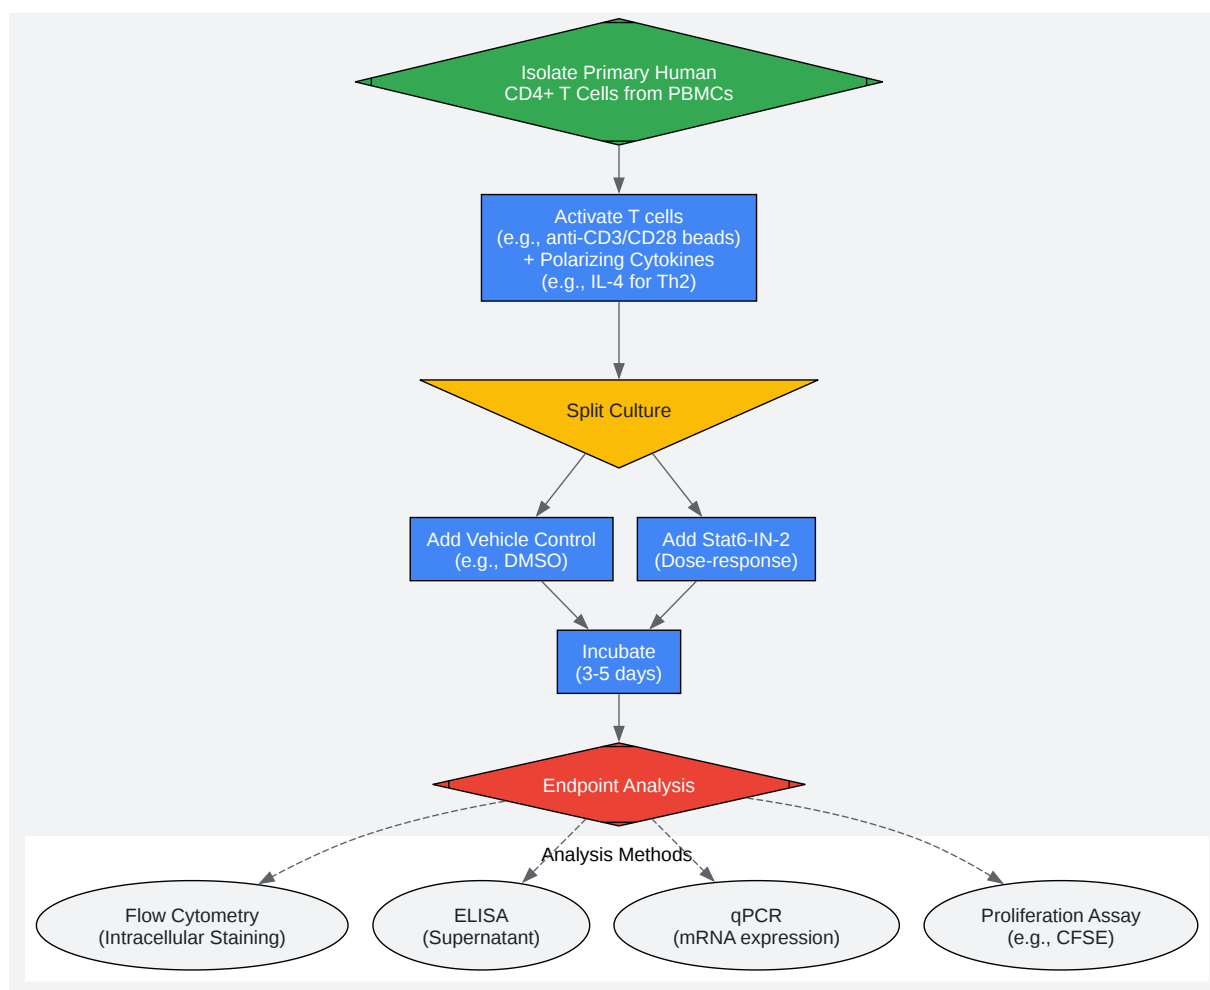 Isolate Primary Human
CD4+ T Cells from PBMCs
Activate T cells
(e.g., anti-CD3/CD28 beads)
+ Polarizing Cytokines
(e.g., IL-4 for Th2)
Split Culture
Add Vehicle Control
(e.g., DMSO)
Add Stat6-IN-2
(Dose-response)
Incubate
(3-5 days)
Endpoint Analysis
Analysis Methods
Flow Cytometry
(Intracellular Staining)
ELISA
(Supernatant)
qPCR
(mRNA expression)
Proliferation Assay
(e.g., CFSE)